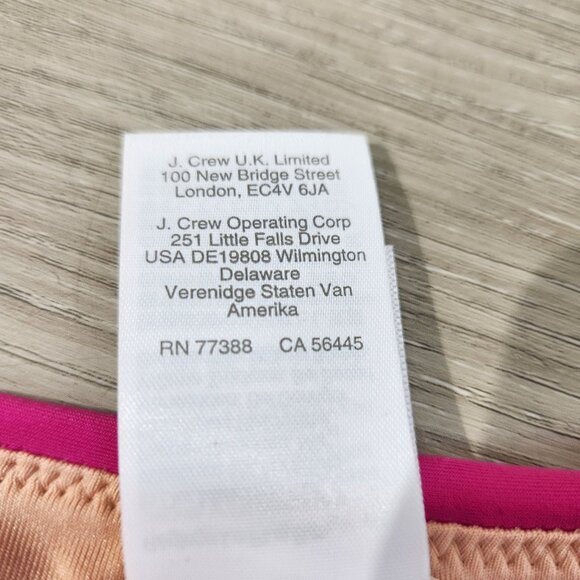 J. Crew U.K. Limited
100 New Bridge Street
London, EC4V 6JA
J. Crew Operating Corp
251 Little Falls Drive
USA DE19808 Wilmington
Delaware
Verenidge Staten Van
Amerika
RN 77388 CA 56445